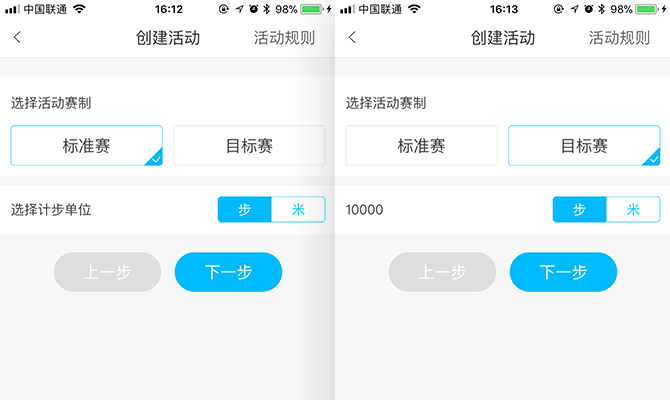 中国联通 16:12 98%
创建活动 活动规则
选择活动赛制
标准赛 目标赛
选择计步单位 步 米
上一步 下一步
中国联通 16:13 98%
创建活动 活动规则
选择活动赛制
标准赛 目标赛
10000 步 米
上一步 下一步